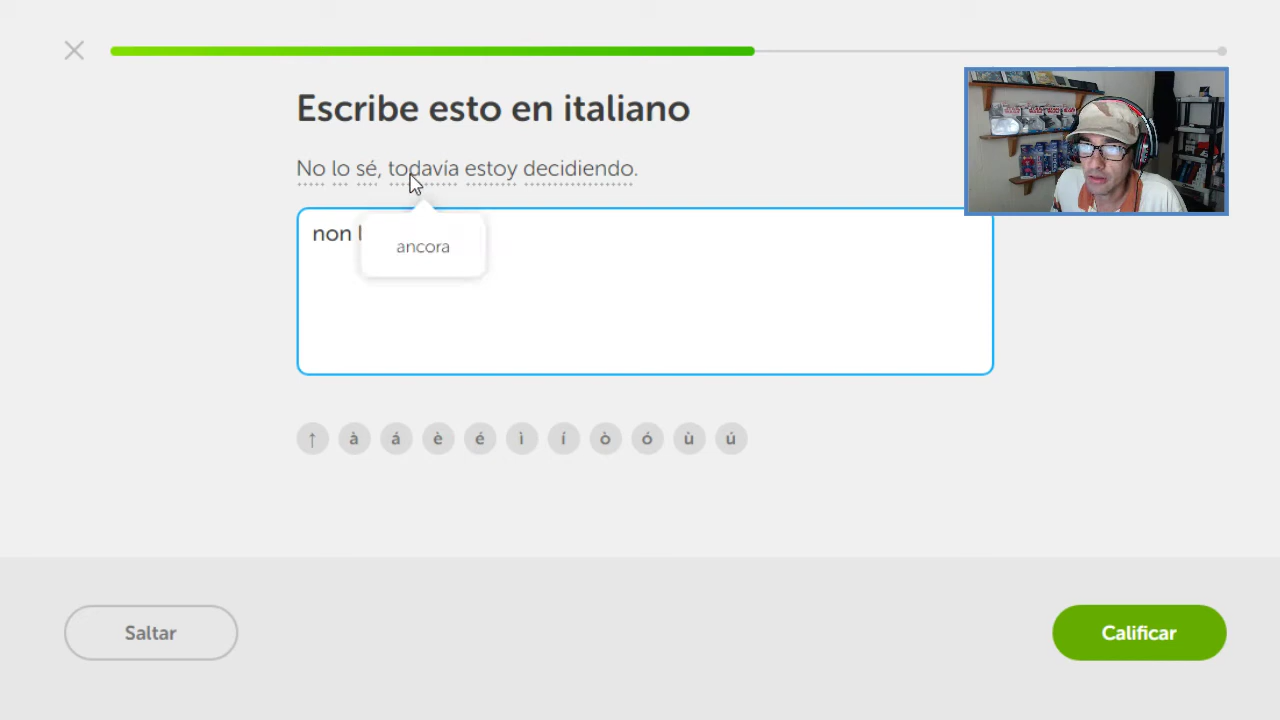 Escribe esto en italiano
No lo sé, todavía estoy decidiendo.
non l
ancora
↑ à á è é ì í ò ó ù ú
Saltar
Calificar